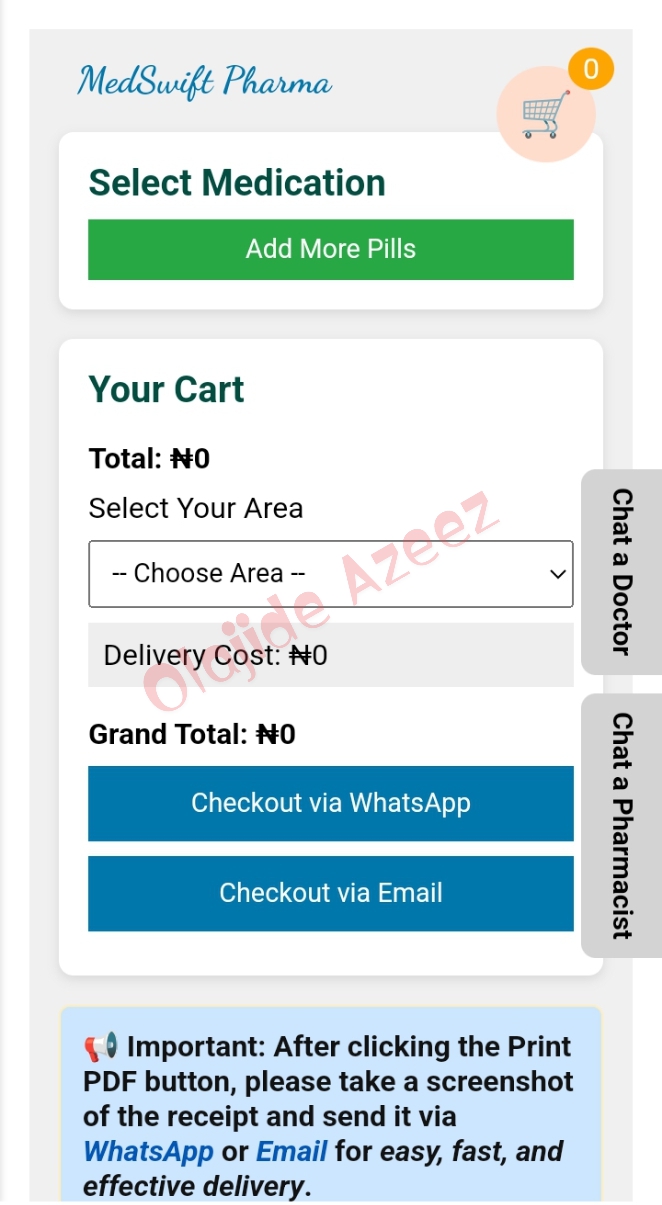 MedSwift Pharma
0
Select Medication
Add More Pills
Your Cart
Total: ₦0
Select Your Area
-- Choose Area --
Delivery Cost: ₦0
Grand Total: ₦0
Checkout via WhatsApp
Checkout via Email
Chat a Doctor
Chat a Pharmacist
Olajide Azeez
📢 Important: After clicking the Print
PDF button, please take a screenshot
of the receipt and send it via
WhatsApp or Email for easy, fast, and
effective delivery.